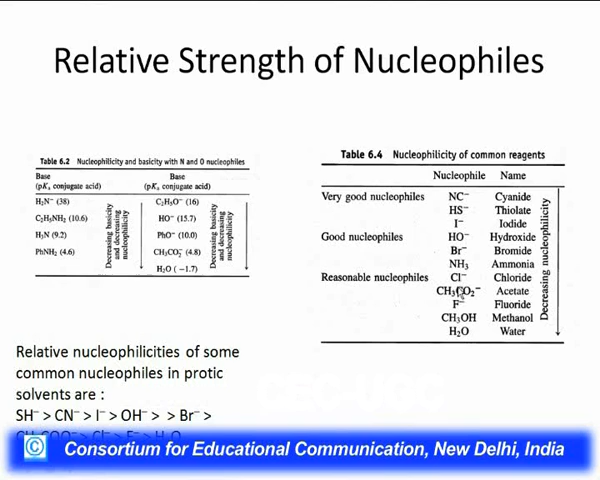 Relative Strength of Nucleophiles
Table 6.2 Nucleophilicity and basicity with N and O nucleophiles
Base Base
(pKₐ conjugate acid) (pKₐ conjugate acid)
H₂N⁻ (38) C₂H₅O⁻ (16)
C₂H₅NH₂ (10.6) HO⁻ (15.7)
H₃N (9.2) PhO⁻ (10.0)
PhNH₂ (4.6) CH₃CO₂⁻ (4.8)
H₂O (−1.7)
Decreasing basicity
and decreasing
nucleophilicity
Decreasing basicity
and decreasing
nucleophilicity
Table 6.4 Nucleophilicity of common reagents
Nucleophile Name
Very good nucleophiles NC⁻ Cyanide
HS⁻ Thiolate
I⁻ Iodide
Good nucleophiles HO⁻ Hydroxide
Br⁻ Bromide
NH₃ Ammonia
Reasonable nucleophiles Cl⁻ Chloride
CH₃CO₂⁻ Acetate
F⁻ Fluoride
CH₃OH Methanol
H₂O Water
Decreasing nucleophilicity
Relative nucleophilicities of some
common nucleophiles in protic
solvents are :
SH⁻ > CN⁻ > I⁻ > OH⁻ > > Br⁻ >
© Consortium for Educational Communication, New Delhi, India